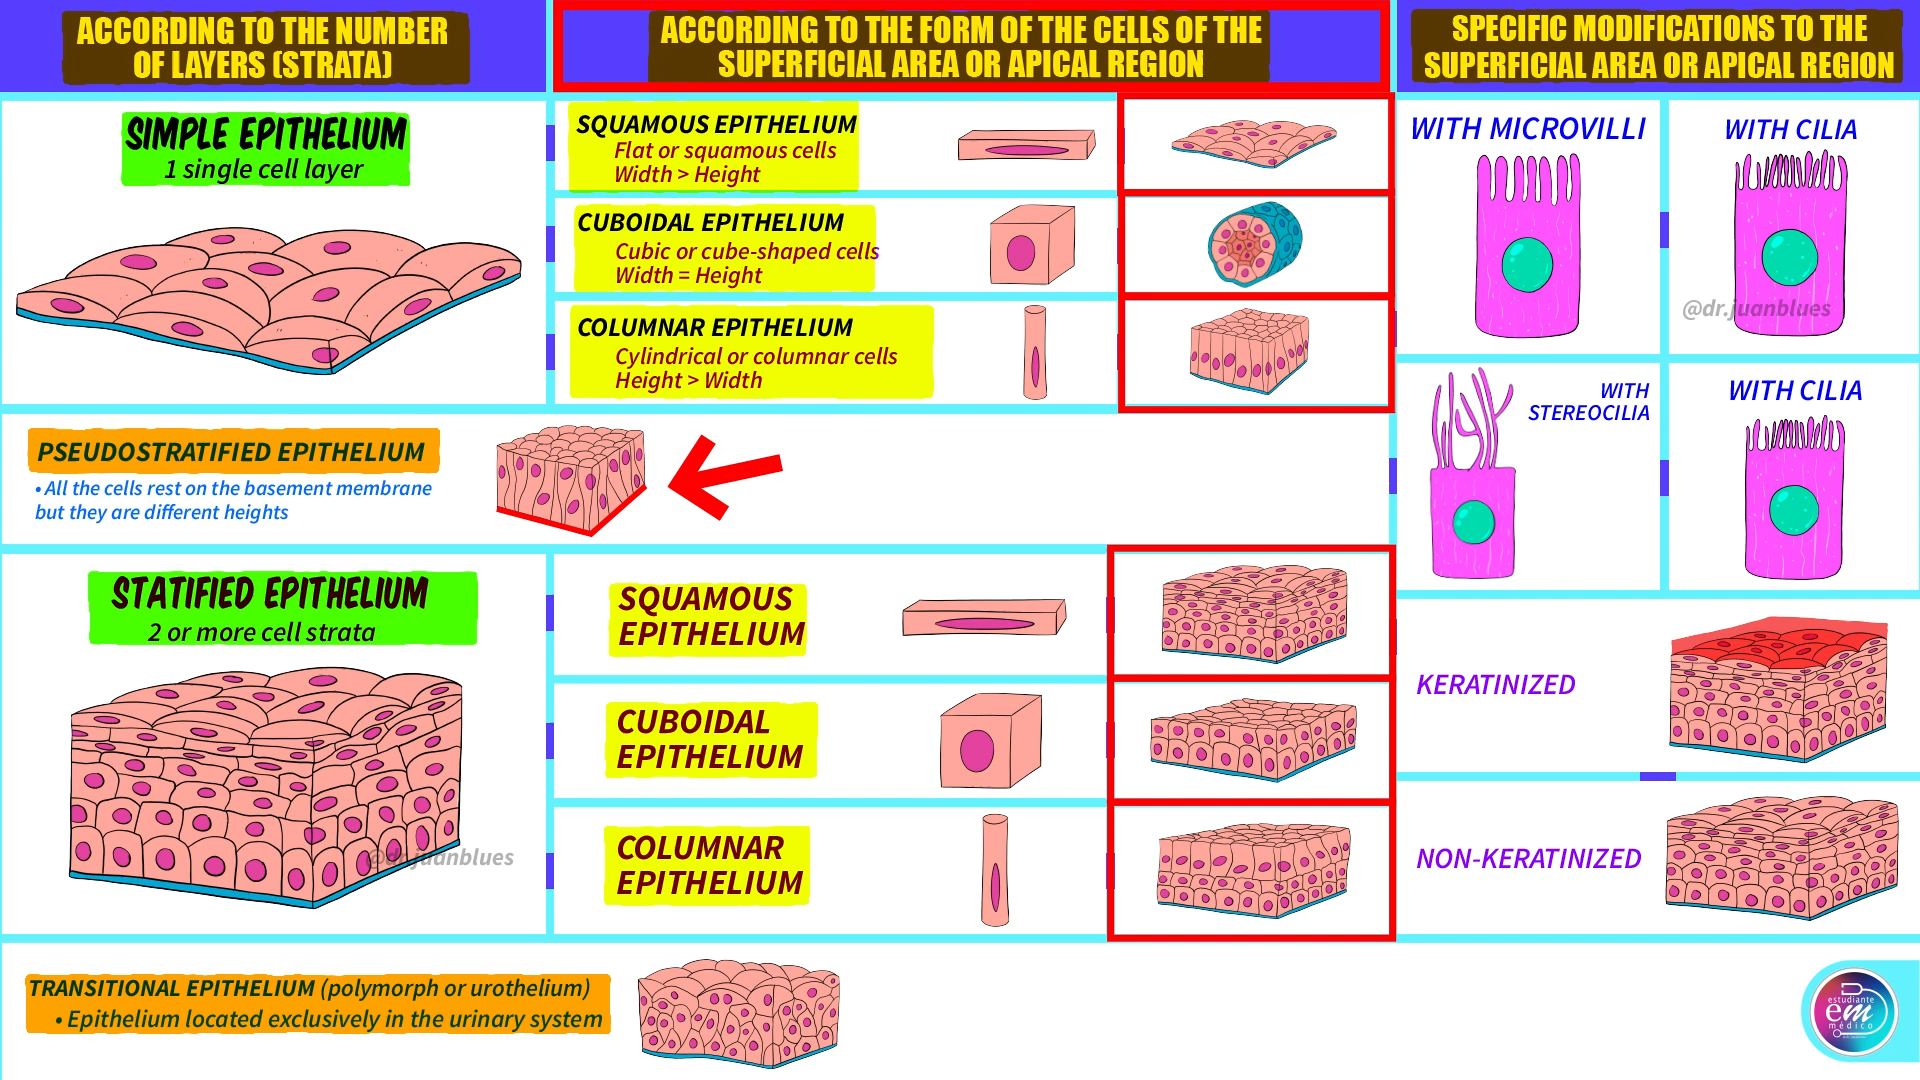 ACCORDING TO THE NUMBER
OF LAYERS (STRATA)
ACCORDING TO THE FORM OF THE CELLS OF THE
SUPERFICIAL AREA OR APICAL REGION
SPECIFIC MODIFICATIONS TO THE
SUPERFICIAL AREA OR APICAL REGION
SIMPLE EPITHELIUM
1 single cell layer
SQUAMOUS EPITHELIUM
Flat or squamous cells
Width > Height
CUBOIDAL EPITHELIUM
Cubic or cube-shaped cells
Width = Height
COLUMNAR EPITHELIUM
Cylindrical or columnar cells
Height > Width
WITH MICROVILLI
WITH CILIA
@dr.juanblues
WITH
STEREOCILIA
WITH CILIA
PSEUDOSTRATIFIED EPITHELIUM
• All the cells rest on the basement membrane
but they are different heights
STATIFIED EPITHELIUM
2 or more cell strata
@dr.juanblues
SQUAMOUS
EPITHELIUM
CUBOIDAL
EPITHELIUM
COLUMNAR
EPITHELIUM
KERATINIZED
NON-KERATINIZED
TRANSITIONAL EPITHELIUM (polymorph or urothelium)
• Epithelium located exclusively in the urinary system
estudiante
em
médico